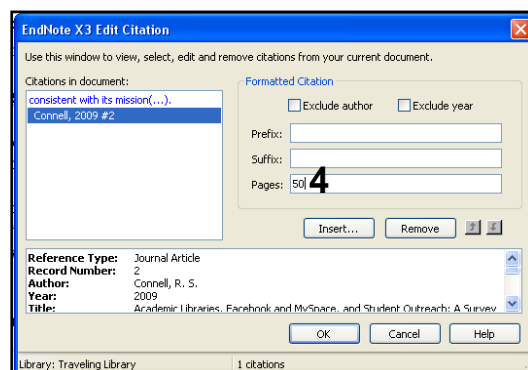 EndNote X3 Edit Citation
Use this window to view, select, edit and remove citations from your current document.
Citations in document:
consistent with its mission(...).
Connell, 2009 #2
Formatted Citation
Exclude author Exclude year
Prefix:
Suffix:
Pages: 50 4
Insert... Remove
Reference Type: Journal Article
Record Number: 2
Author: Connell, R. S.
Year: 2009
Title: Academic Libraries, Facebook and MySpace, and Student Outreach: A Survey
OK Cancel Help
Library: Traveling Library 1 citations